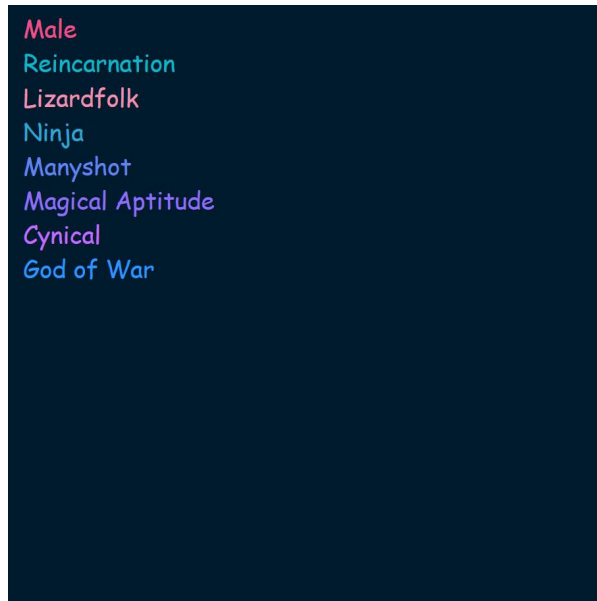 Male
Reincarnation
Lizardfolk
Ninja
Manyshot
Magical Aptitude
Cynical
God of War